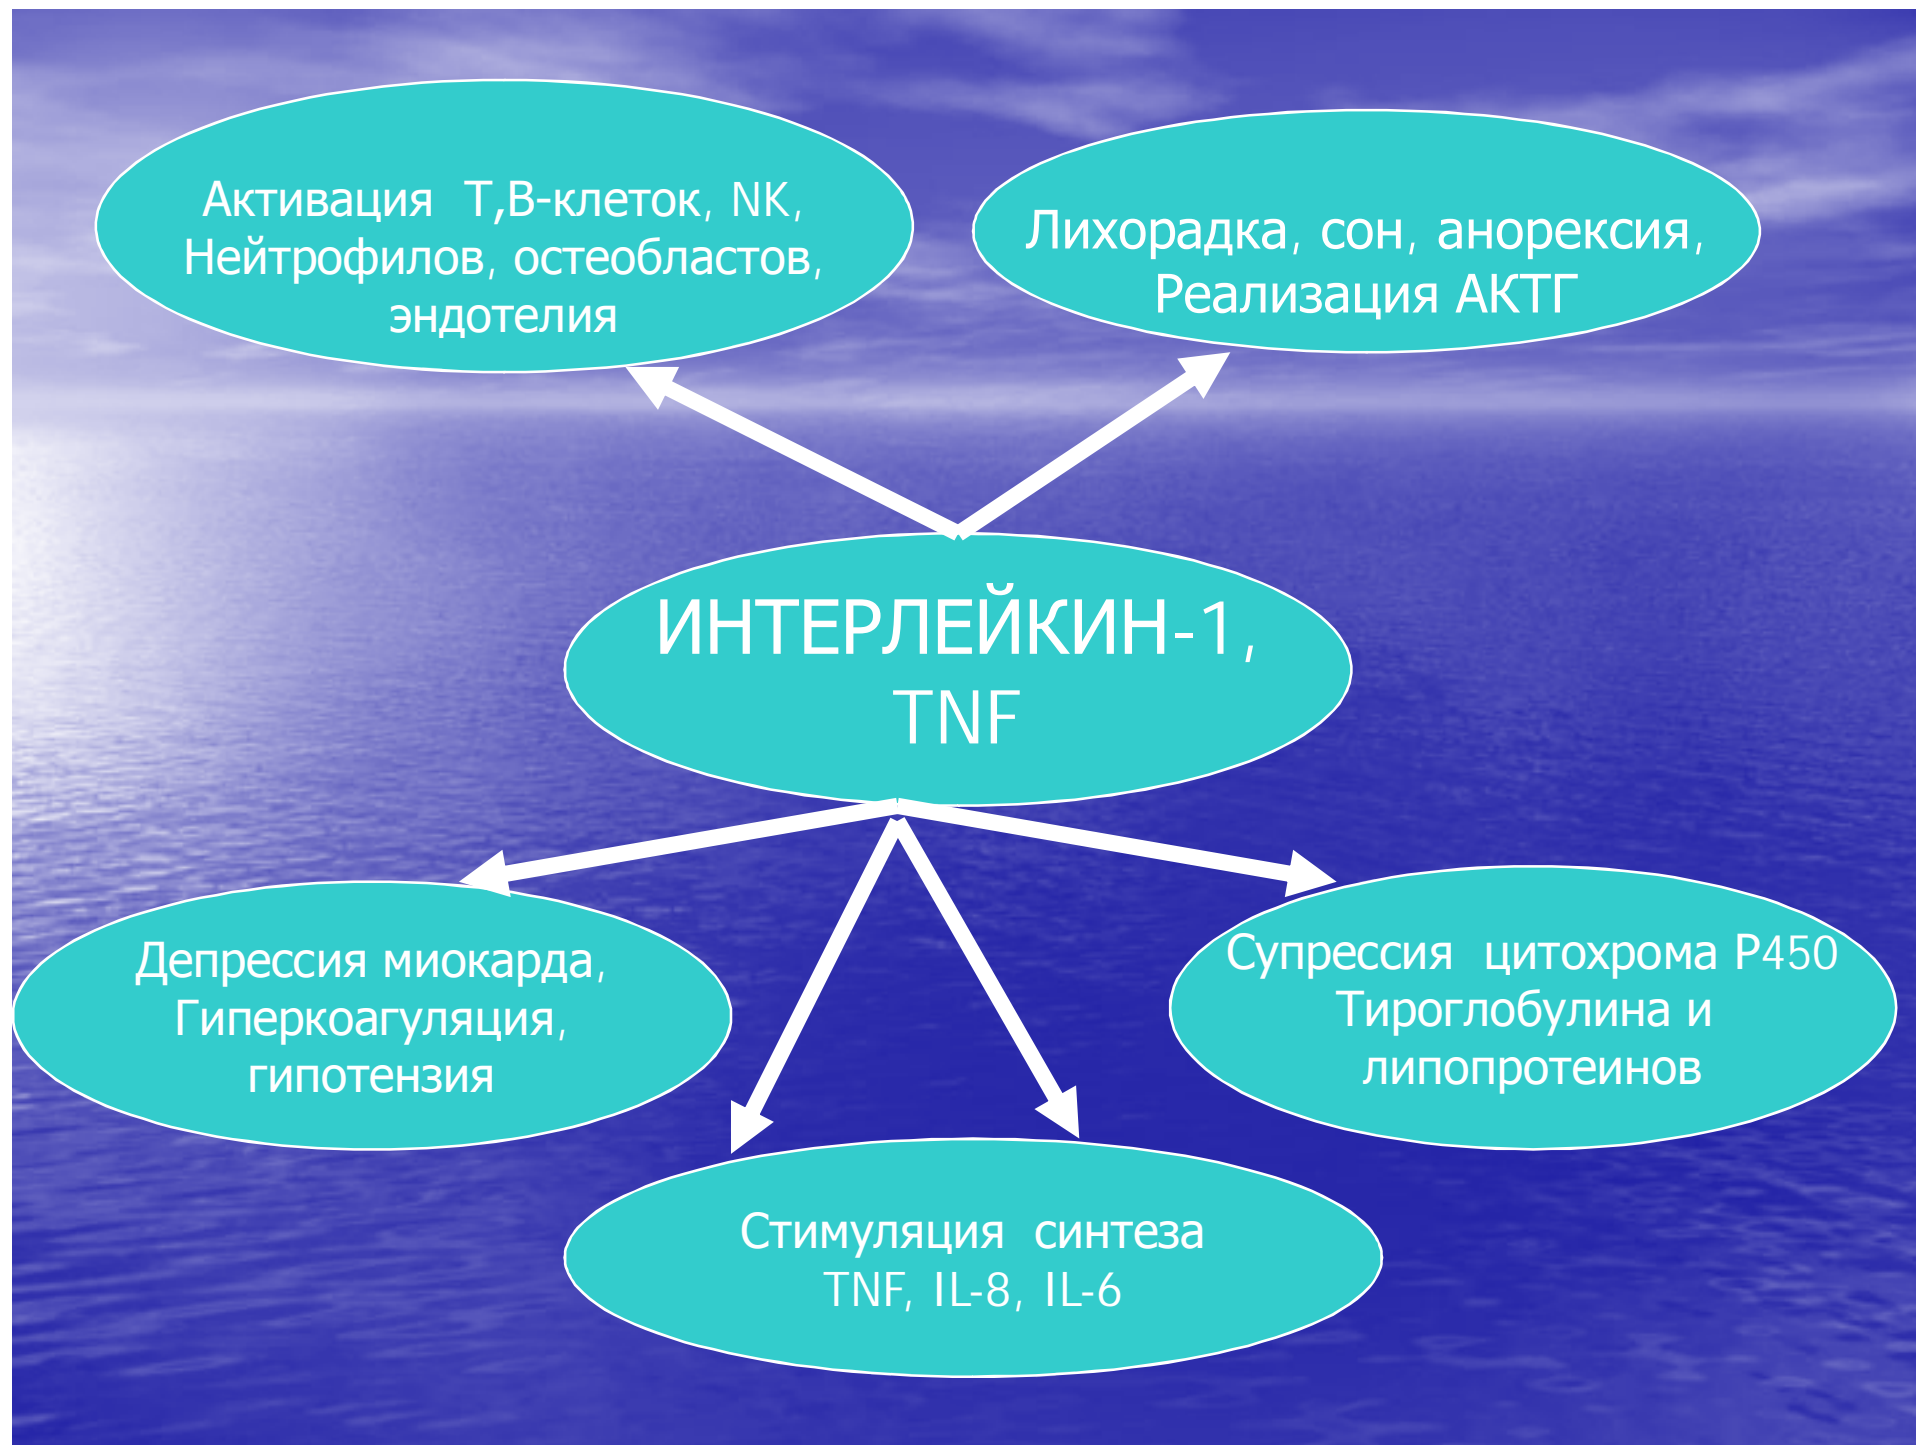 Активация Т,В-клеток, NK,
Нейтрофилов, остеобластов,
эндотелия
Лихорадка, сон, анорексия,
Реализация АКТГ
ИНТЕРЛЕЙКИН-1,
TNF
Депрессия миокарда,
Гиперкоагуляция,
гипотензия
Супрессия цитохрома Р450
Тироглобулина и
липопротеинов
Стимуляция синтеза
TNF, IL-8, IL-6